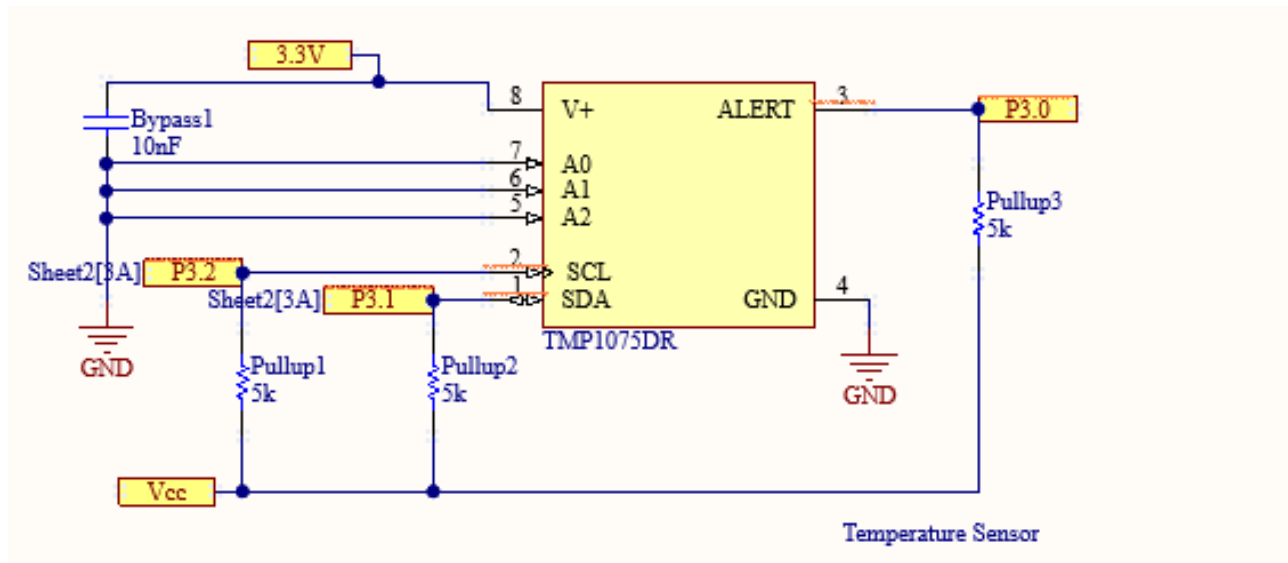 3.3V
Bypass1
10nF
8
V+
ALERT
3
P3.0
7
A0
6
A1
5
A2
Pullup3
5k
Sheet2[3A]
P3.2
2
SCL
Sheet2[3A]
P3.1
1
SDA
GND
4
TMP1075DR
GND
Pullup1
5k
Pullup2
5k
GND
Vcc
Temperature Sensor